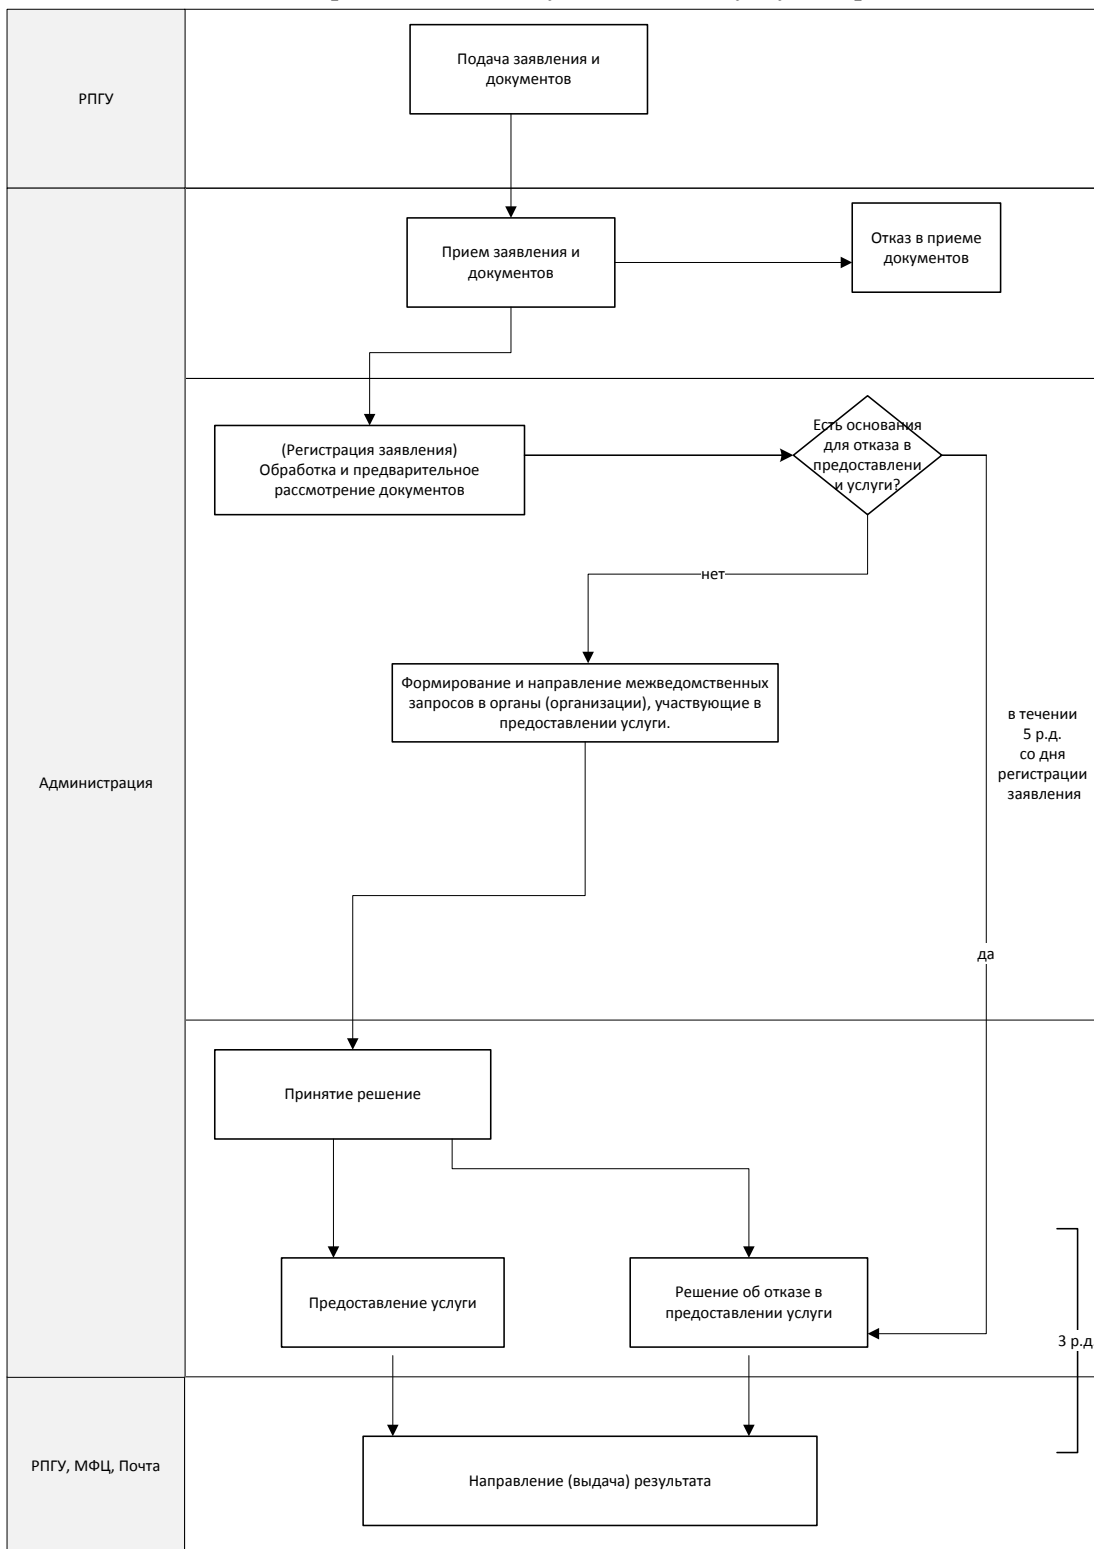 РПГУ
Подача заявления и
документов
Прием заявления и
документов
Отказ в приеме
документов
Администрация
(Регистрация заявления)
Обработка и предварительное
рассмотрение документов
Есть основания
для отказа в
предоставлени
и услуги?
нет
Формирование и направление межведомственных
запросов в органы (организации), участвующие в
предоставлении услуги.
в течении
5 р.д.
со дня
регистрации
заявления
да
Принятие решение
Предоставление услуги
Решение об отказе в
предоставлении услуги
3 р.д.
РПГУ, МФЦ, Почта
Направление (выдача) результата